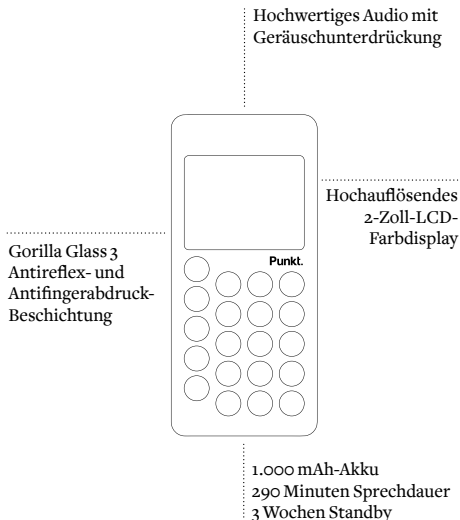 Hochwertiges Audio mit
Geräuschunterdrückung
Hochauflösendes
2-Zoll-LCD-
Farbdisplay
Gorilla Glass 3
Antireflex- und
Antifingerabdruck-
Beschichtung
Punkt.
1.000 mAh-Akku
290 Minuten Sprechdauer
3 Wochen Standby